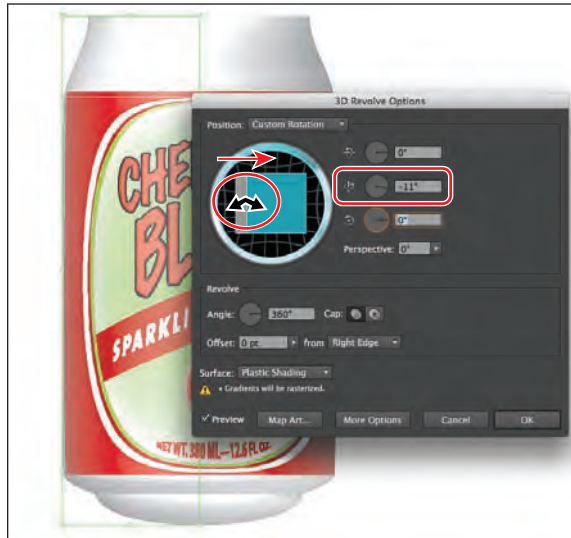 CHE
BL
SPARKLI
NET WT. 380 ML—12.6 FL. OZ.
3D Revolve Options
Position: Custom Rotation
0°
-11°
0°
Perspective: 0°
Revolve
Angle: 360° Cap:
Offset: 0 pt from Right Edge
Surface: Plastic Shading
• Gradients will be rasterized.
Preview Map Art... More Options Cancel OK